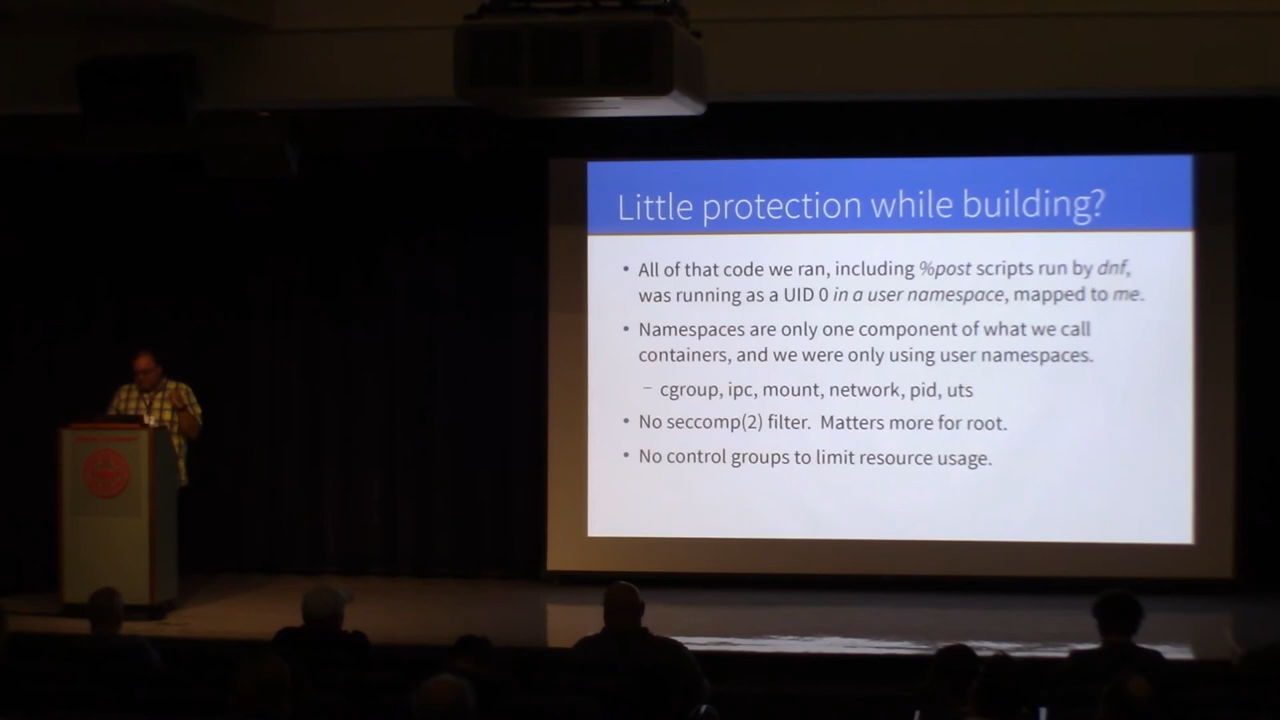 Little protection while building?
• All of that code we ran, including %post scripts run by dnf,
was running as a UID 0 in a user namespace, mapped to me.
• Namespaces are only one component of what we call
containers, and we were only using user namespaces.
– cgroup, ipc, mount, network, pid, uts
• No seccomp(2) filter.  Matters more for root.
• No control groups to limit resource usage.